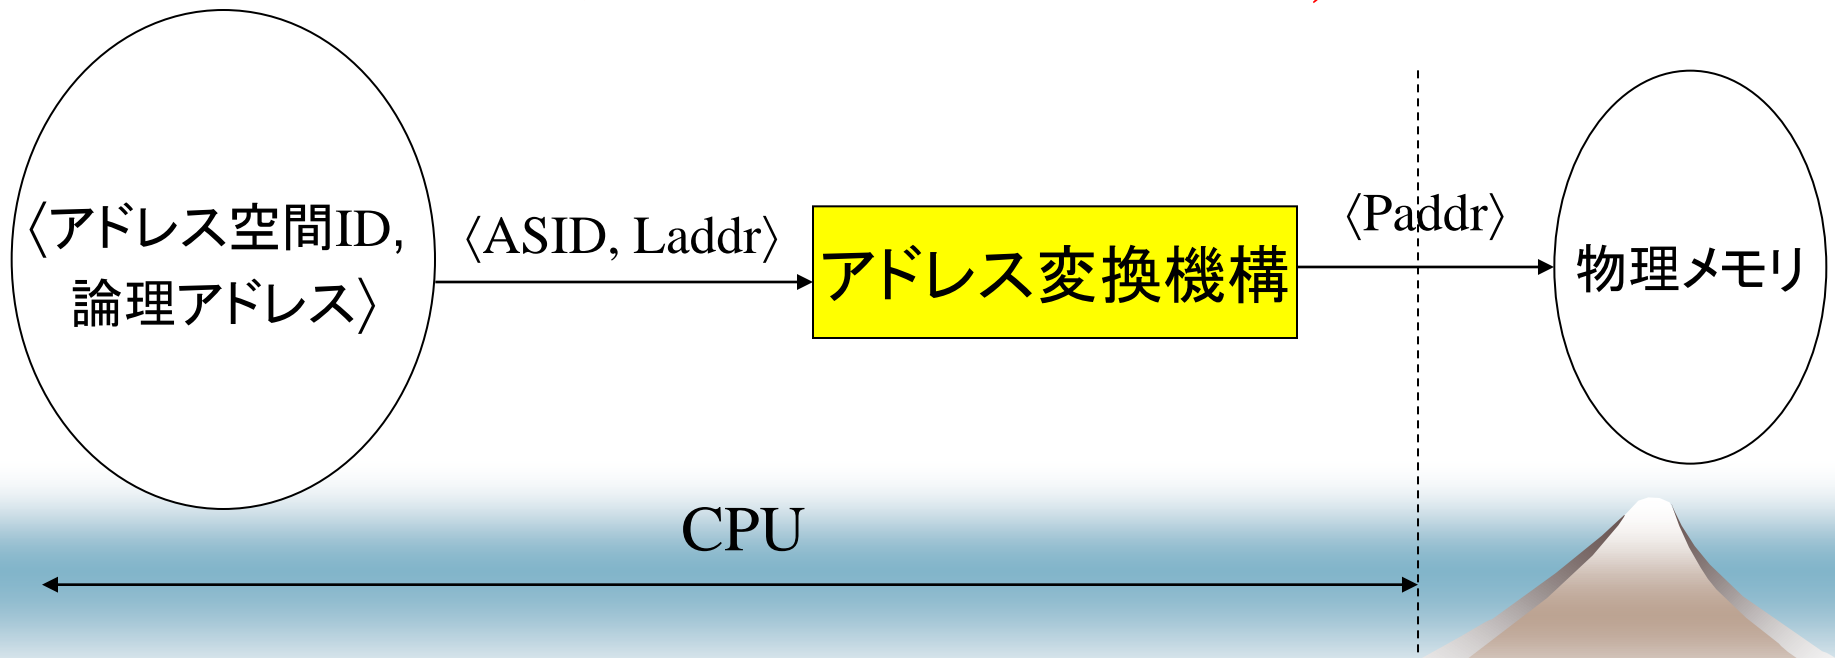 〈アドレス空間ID,
論理アドレス〉
〈ASID, Laddr〉
アドレス変換機構
〈Paddr〉
物理メモリ
CPU